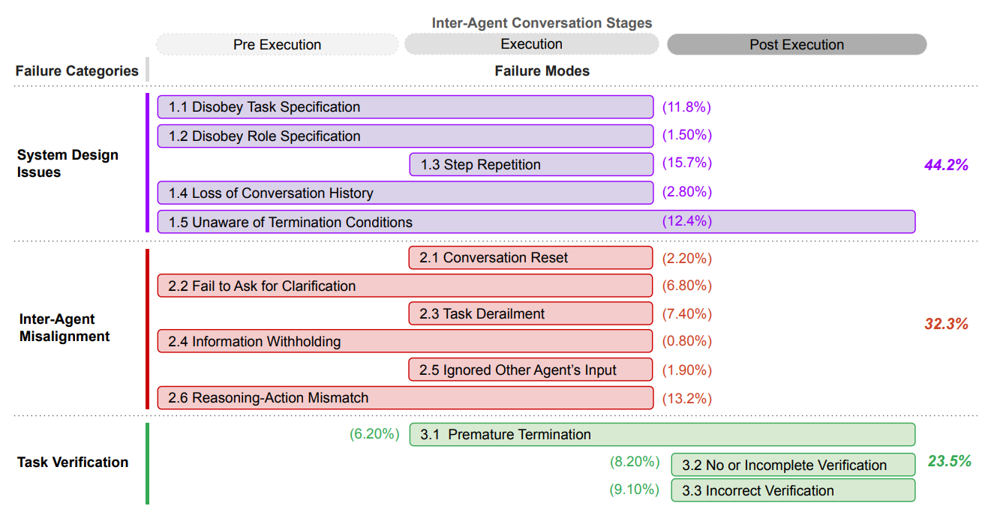 Inter-Agent Conversation Stages
Pre Execution
Execution
Post Execution
Failure Categories
Failure Modes
System Design
Issues
1.1 Disobey Task Specification
(11.8%)
1.2 Disobey Role Specification
(1.50%)
1.3 Step Repetition
(15.7%)
1.4 Loss of Conversation History
(2.80%)
1.5 Unaware of Termination Conditions
(12.4%)
44.2%
Inter-Agent
Misalignment
2.1 Conversation Reset
(2.20%)
2.2 Fail to Ask for Clarification
(6.80%)
2.3 Task Derailment
(7.40%)
2.4 Information Withholding
(0.80%)
2.5 Ignored Other Agent’s Input
(1.90%)
2.6 Reasoning-Action Mismatch
(13.2%)
32.3%
Task Verification
(6.20%)
3.1 Premature Termination
(8.20%)
3.2 No or Incomplete Verification
(9.10%)
3.3 Incorrect Verification
23.5%